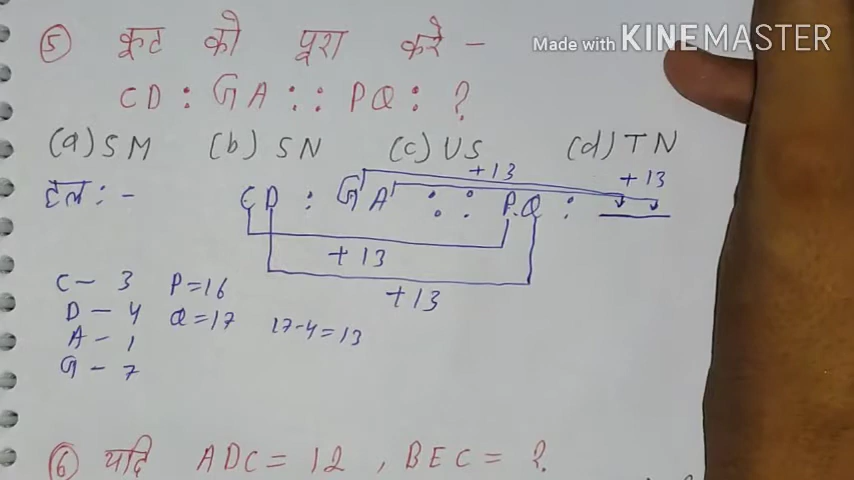 Made with KINEMASTER
⑤ कूट को पूरा करे -
CD : GA : : PQ : ?
(a) SM (b) SN (c) US (d) TN
हल : - CD : GA : : P.Q :
+13 +13
+13
+13
C - 3 P = 16
D - 4 Q = 17 17-4 = 13
A - 1
G - 7
⑥ यदि ADC = 12 , BEC = ?